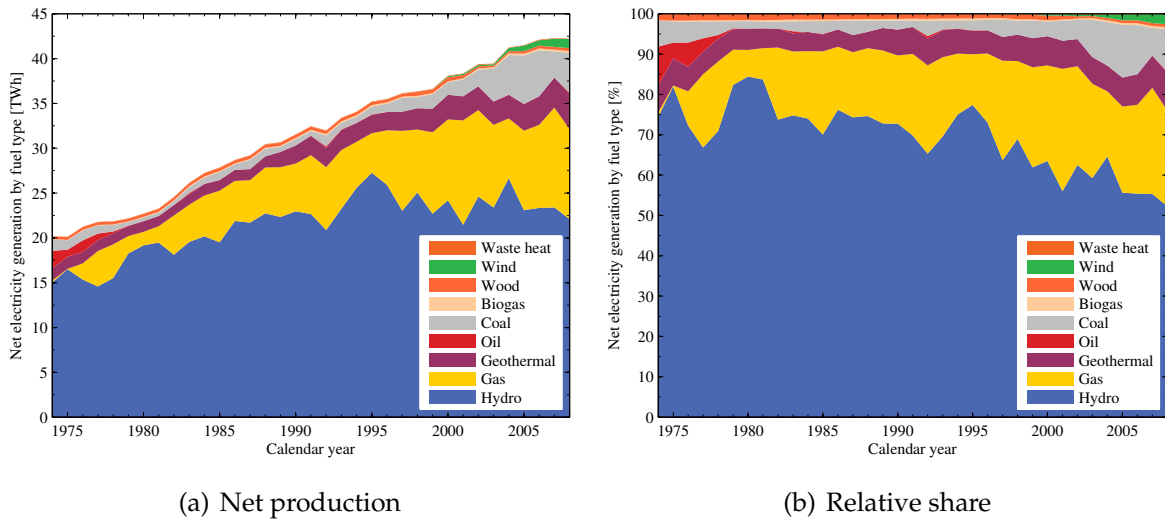 Net electricity generation by fuel type [TWh]
45
40
35
30
25
20
15
10
5
0
1975 1980 1985 1990 1995 2000 2005
Calendar year
Waste heat
Wind
Wood
Biogas
Coal
Oil
Geothermal
Gas
Hydro
(a) Net production
Net electricity generation by fuel type [%]
100
90
80
70
60
50
40
30
20
10
0
1975 1980 1985 1990 1995 2000 2005
Calendar year
Waste heat
Wind
Wood
Biogas
Coal
Oil
Geothermal
Gas
Hydro
(b) Relative share